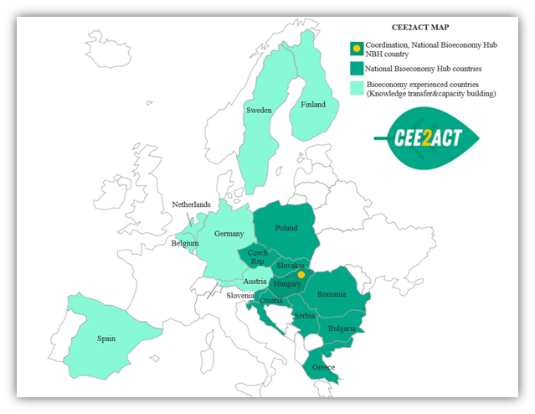 CEE2ACT MAP
Coordination, National Bioeconomy Hub
NBH country
National Bioeconomy Hub countries
Bioeconomy experienced countries
(Knowledge transfer&capacity building)
CEE2ACT
Sweden
Finland
Netherlands
Belgium
Germany
Poland
Czech
Rep
Slovakia
Austria
Hungary
Slovenia
Croatia
Romania
Serbia
Bulgaria
Spain
Greece